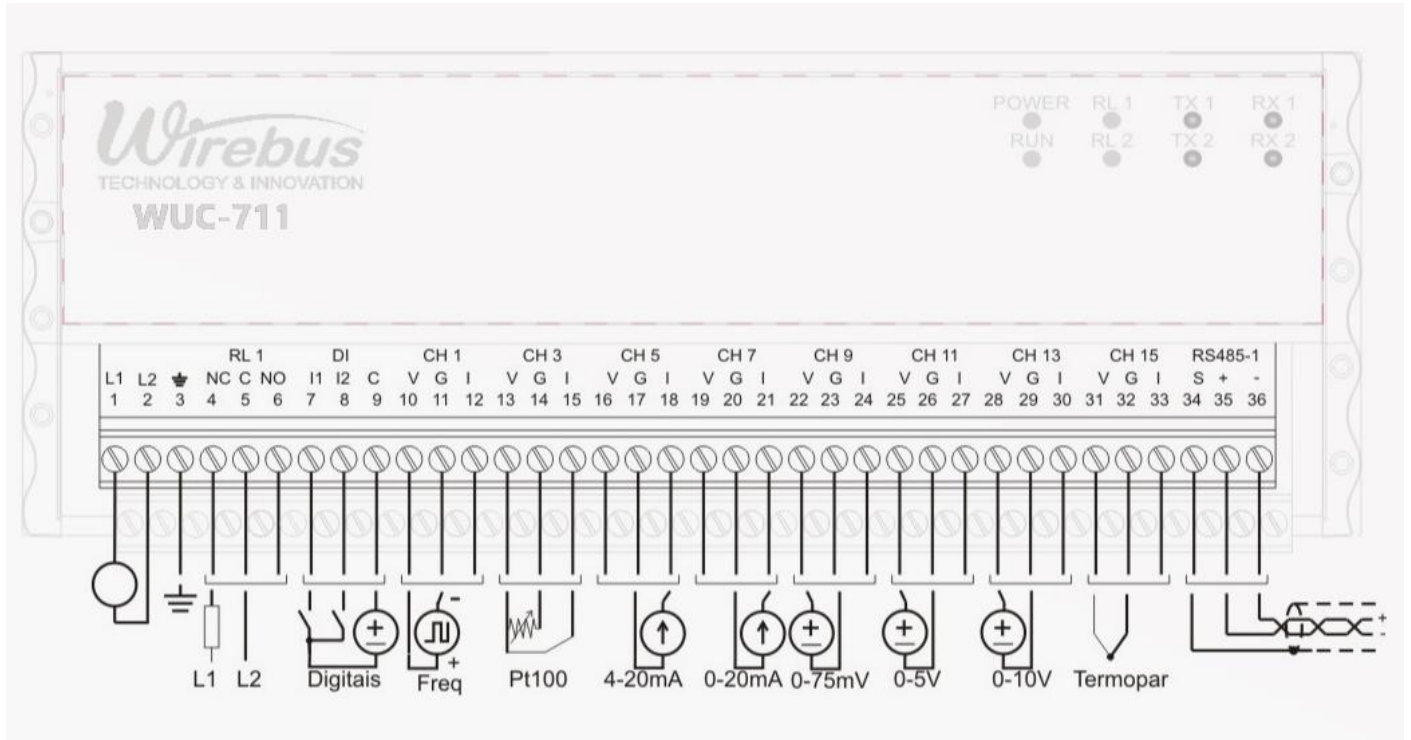 Wirebus
TECHNOLOGY & INNOVATION
WUC-711
POWER RL 1 TX 1 RX 1
RUN RL 2 TX 2 RX 2
RL 1 DI CH 1 CH 3 CH 5 CH 7 CH 9 CH 11 CH 13 CH 15 RS485-1
L1 L2 NC C NO I1 I2 C V G I V G I V G I V G I V G I V G I V G I V G I S + -
1 2 3 4 5 6 7 8 9 10 11 12 13 14 15 16 17 18 19 20 21 22 23 24 25 26 27 28 29 30 31 32 33 34 35 36
L1 L2 Digitais Freq Pt100 4-20mA 0-20mA 0-75mV 0-5V 0-10V Termopar